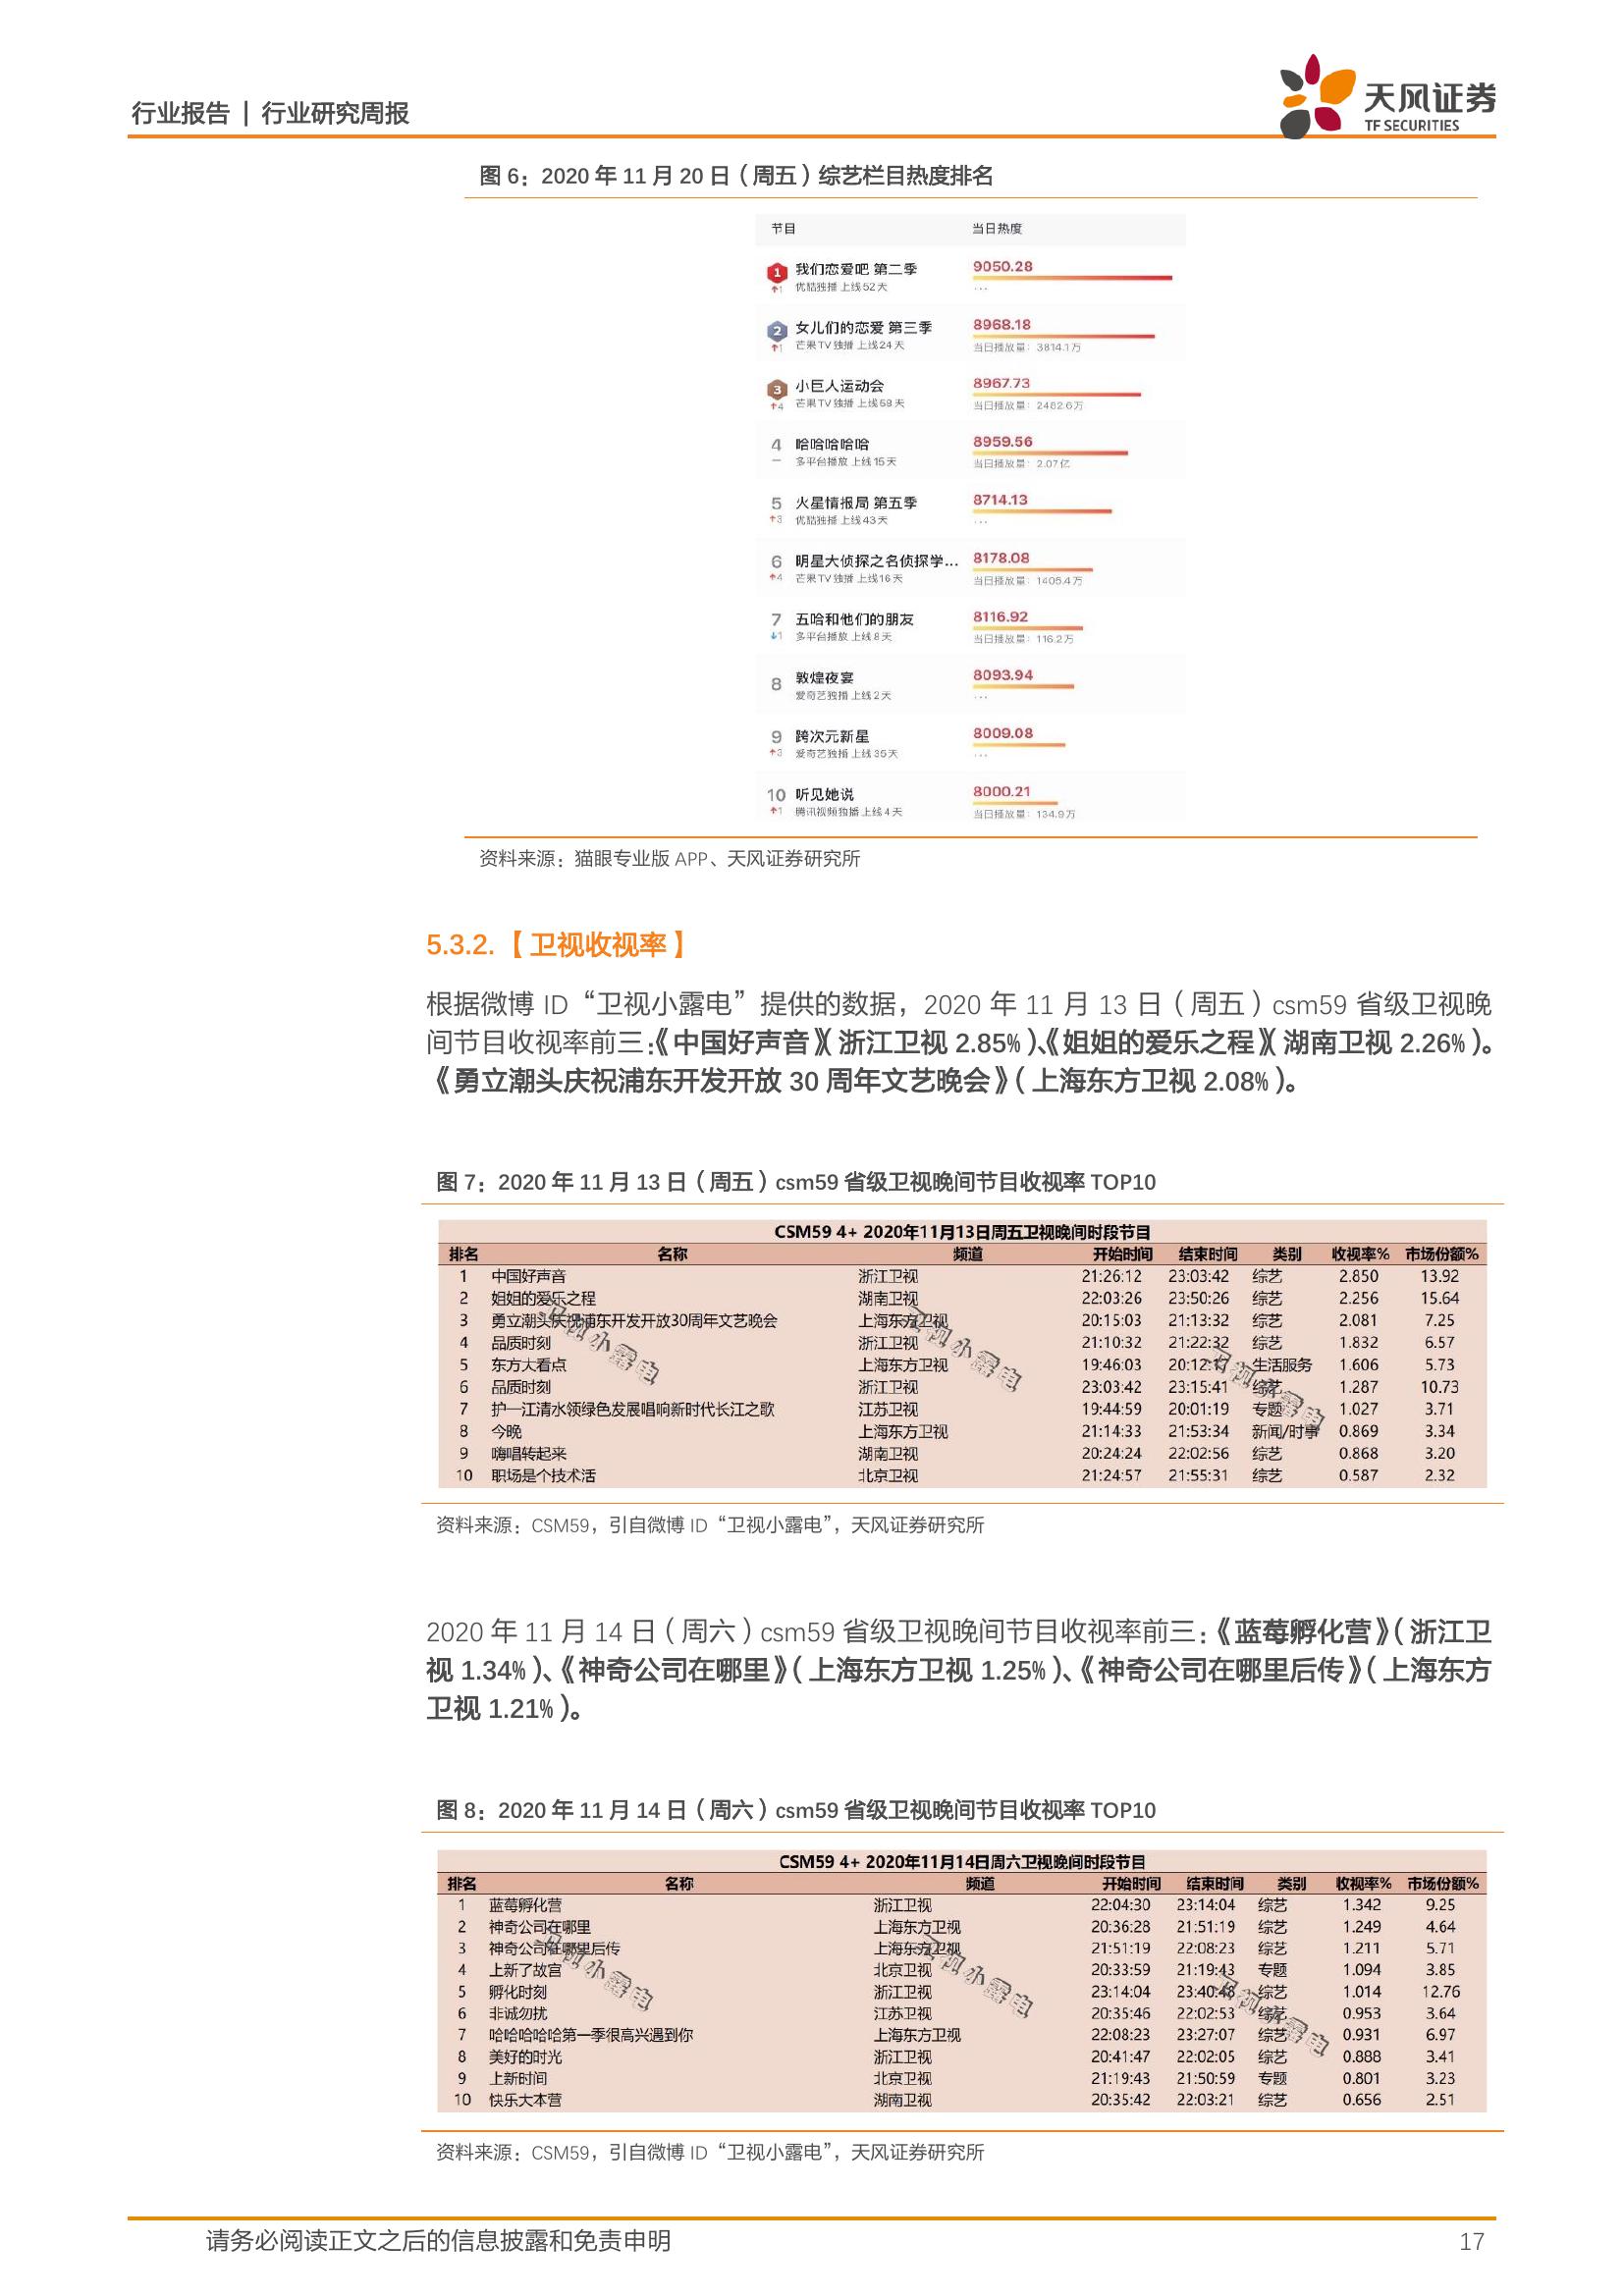 行业报告 | 行业研究周报
天风证券
TF SECURITIES
图 6：2020 年 11 月 20 日（周五）综艺栏目热度排名
节目 当日热度
1 我们恋爱吧 第二季 9050.28
↑1 优酷独播 上线52天 ...
2 女儿们的恋爱 第三季 8968.18
↑1 芒果TV独播 上线24天 当日播放量：3814.1万
3 小巨人运动会 8967.73
↑4 芒果TV独播 上线58天 当日播放量：2482.6万
4 哈哈哈哈哈 8959.56
— 多平台播放 上线15天 当日播放量：2.07亿
5 火星情报局 第五季 8714.13
↑3 优酷独播 上线43天 ...
6 明星大侦探之名侦探学... 8178.08
↑4 芒果TV独播 上线16天 当日播放量：1405.4万
7 五哈和他们的朋友 8116.92
↓1 多平台播放 上线8天 当日播放量：116.2万
8 敦煌夜宴 8093.94
爱奇艺独播 上线2天 ...
9 跨次元新星 8009.08
↑3 爱奇艺独播 上线35天 ...
10 听见她说 8000.21
↑1 腾讯视频独播 上线4天 当日播放量：134.9万
资料来源：猫眼专业版 APP、天风证券研究所
5.3.2.【卫视收视率】
根据微博 ID“卫视小露电”提供的数据，2020 年 11 月 13 日（周五）csm59 省级卫视晚
间节目收视率前三：《中国好声音》（浙江卫视 2.85%）、《姐姐的爱乐之程》（湖南卫视 2.26%）。
《勇立潮头庆祝浦东开发开放 30 周年文艺晚会》（上海东方卫视 2.08%）。
图 7：2020 年 11 月 13 日（周五）csm59 省级卫视晚间节目收视率 TOP10
CSM59 4+ 2020年11月13日周五卫视晚间时段节目
排名 名称 频道 开始时间 结束时间 类别 收视率% 市场份额%
1 中国好声音 浙江卫视 21:26:12 23:03:42 综艺 2.850 13.92
2 姐姐的爱乐之程 湖南卫视 22:03:26 23:50:26 综艺 2.256 15.64
3 勇立潮头庆祝浦东开发开放30周年文艺晚会 上海东方卫视 20:15:03 21:13:32 综艺 2.081 7.25
4 品质时刻 浙江卫视 21:10:32 21:22:32 综艺 1.832 6.57
5 东方大看点 上海东方卫视 19:46:03 生活服务 1.606 5.73
6 品质时刻 浙江卫视 23:03:42 23:15:41 综艺 1.287 10.73
7 护一江清水领绿色发展唱响新时代长江之歌 江苏卫视 19:44:59 20:01:19 专题 1.027 3.71
8 今晚 上海东方卫视 21:14:33 21:53:34 新闻/时事 0.869 3.34
9 嗨唱转起来 湖南卫视 20:24:24 22:02:56 综艺 0.868 3.20
10 职场是个技术活 北京卫视 21:24:57 21:55:31 综艺 0.587 2.32
卫视小露电
卫视小露电
卫视小露电
资料来源：CSM59，引自微博 ID“卫视小露电”，天风证券研究所
2020 年 11 月 14 日（周六）csm59 省级卫视晚间节目收视率前三：《蓝莓孵化营》（浙江卫
视 1.34%）、《神奇公司在哪里》（上海东方卫视 1.25%）、《神奇公司在哪里后传》（上海东方
卫视 1.21%）。
图 8：2020 年 11 月 14 日（周六）csm59 省级卫视晚间节目收视率 TOP10
CSM59 4+ 2020年11月14日周六卫视晚间时段节目
排名 名称 频道 开始时间 结束时间 类别 收视率% 市场份额%
1 蓝莓孵化营 浙江卫视 22:04:30 23:14:04 综艺 1.342 9.25
2 神奇公司在哪里 上海东方卫视 20:36:28 21:51:19 综艺 1.249 4.64
3 神奇公司在哪里后传 上海东方卫视 21:51:19 22:08:23 综艺 1.211 5.71
4 上新了故宫 北京卫视 20:33:59 21:19:43 专题 1.094 3.85
5 孵化时刻 浙江卫视 23:14:04 23:40:48 综艺 1.014 12.76
6 非诚勿扰 江苏卫视 20:35:46 22:02:53 综艺 0.953 3.64
7 哈哈哈哈哈第一季很高兴遇到你 上海东方卫视 22:08:23 23:27:07 综艺 0.931 6.97
8 美好的时光 浙江卫视 20:41:47 22:02:05 综艺 0.888 3.41
9 上新时间 北京卫视 21:19:43 21:50:59 专题 0.801 3.23
10 快乐大本营 湖南卫视 20:35:42 22:03:21 综艺 0.656 2.51
卫视小露电
卫视小露电
卫视小露电
资料来源：CSM59，引自微博 ID“卫视小露电”，天风证券研究所
请务必阅读正文之后的信息披露和免责申明 17